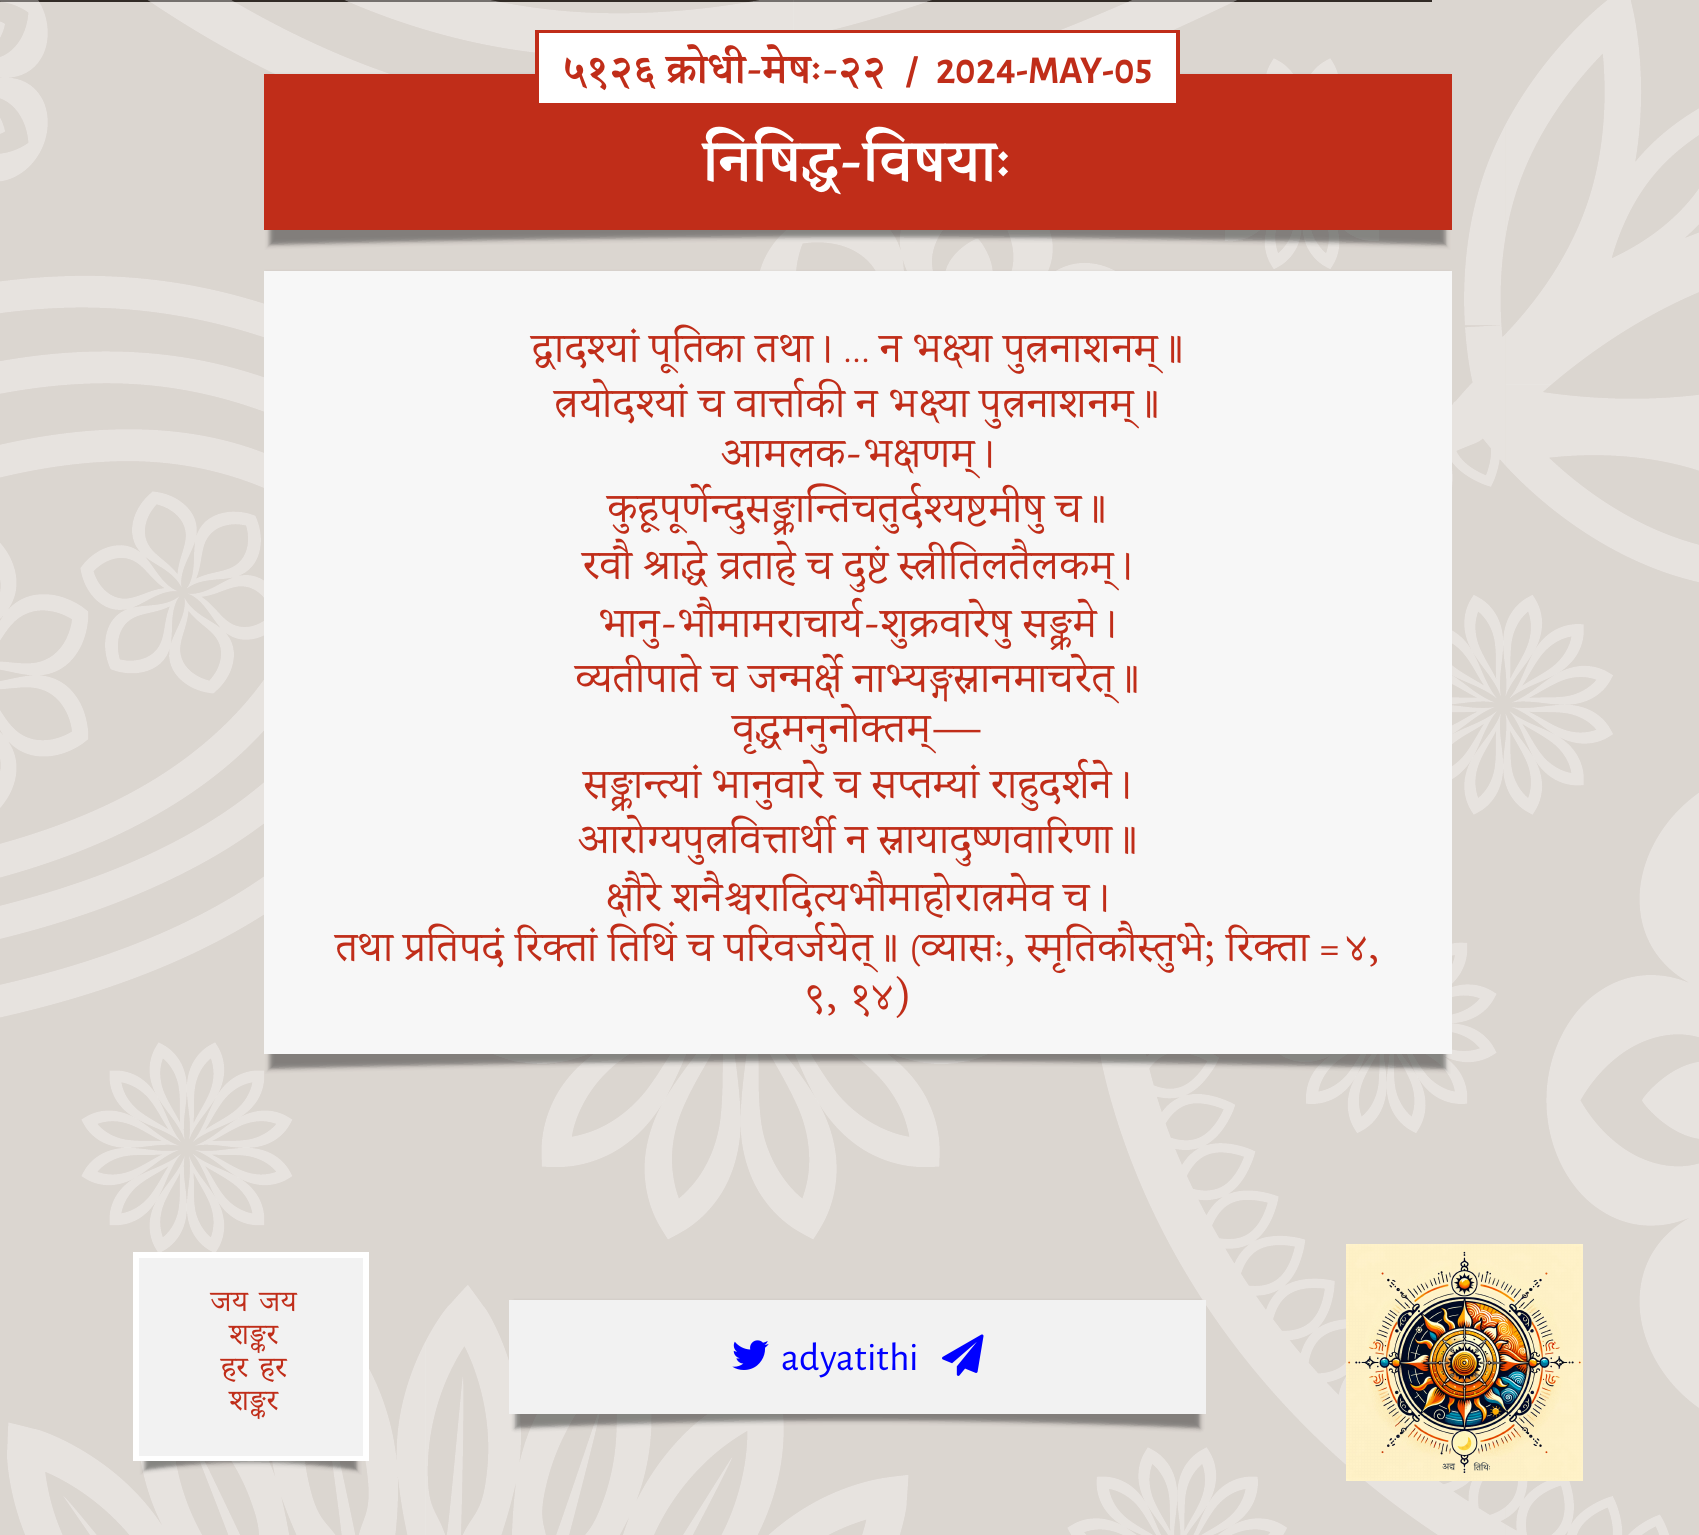 ५१२६ क्रोधी-मेषः-२२ / 2024-MAY-05
निषिद्ध-विषयाः
द्वादश्यां पूतिका तथा। … न भक्ष्या पुत्रनाशनम्॥
त्रयोदश्यां च वार्त्ताकी न भक्ष्या पुत्रनाशनम्॥
आमलक-भक्षणम्।
कुहूपूर्णेन्दुसङ्क्रान्तिचतुर्दश्यष्टमीषु च॥
रवौ श्राद्धे व्रताहे च दुष्टं स्त्रीतिलतैलकम्।
भानु-भौमामराचार्य-शुक्रवारेषु सङ्क्रमे।
व्यतीपाते च जन्मर्क्षे नाभ्यङ्गस्नानमाचरेत्॥
वृद्धमनुनोक्तम्—
सङ्क्रान्त्यां भानुवारे च सप्तम्यां राहुदर्शने।
आरोग्यपुत्रवित्तार्थी न स्नायादुष्णवारिणा॥
क्षौरे शनैश्चरादित्यभौमाहोरात्रमेव च।
तथा प्रतिपदं रिक्तां तिथिं च परिवर्जयेत्॥ (व्यासः, स्मृतिकौस्तुभे; रिक्ता = ४,
९, १४)
जय जय
शङ्कर
हर हर
शङ्कर
adyatithi
अद्य तिथिः